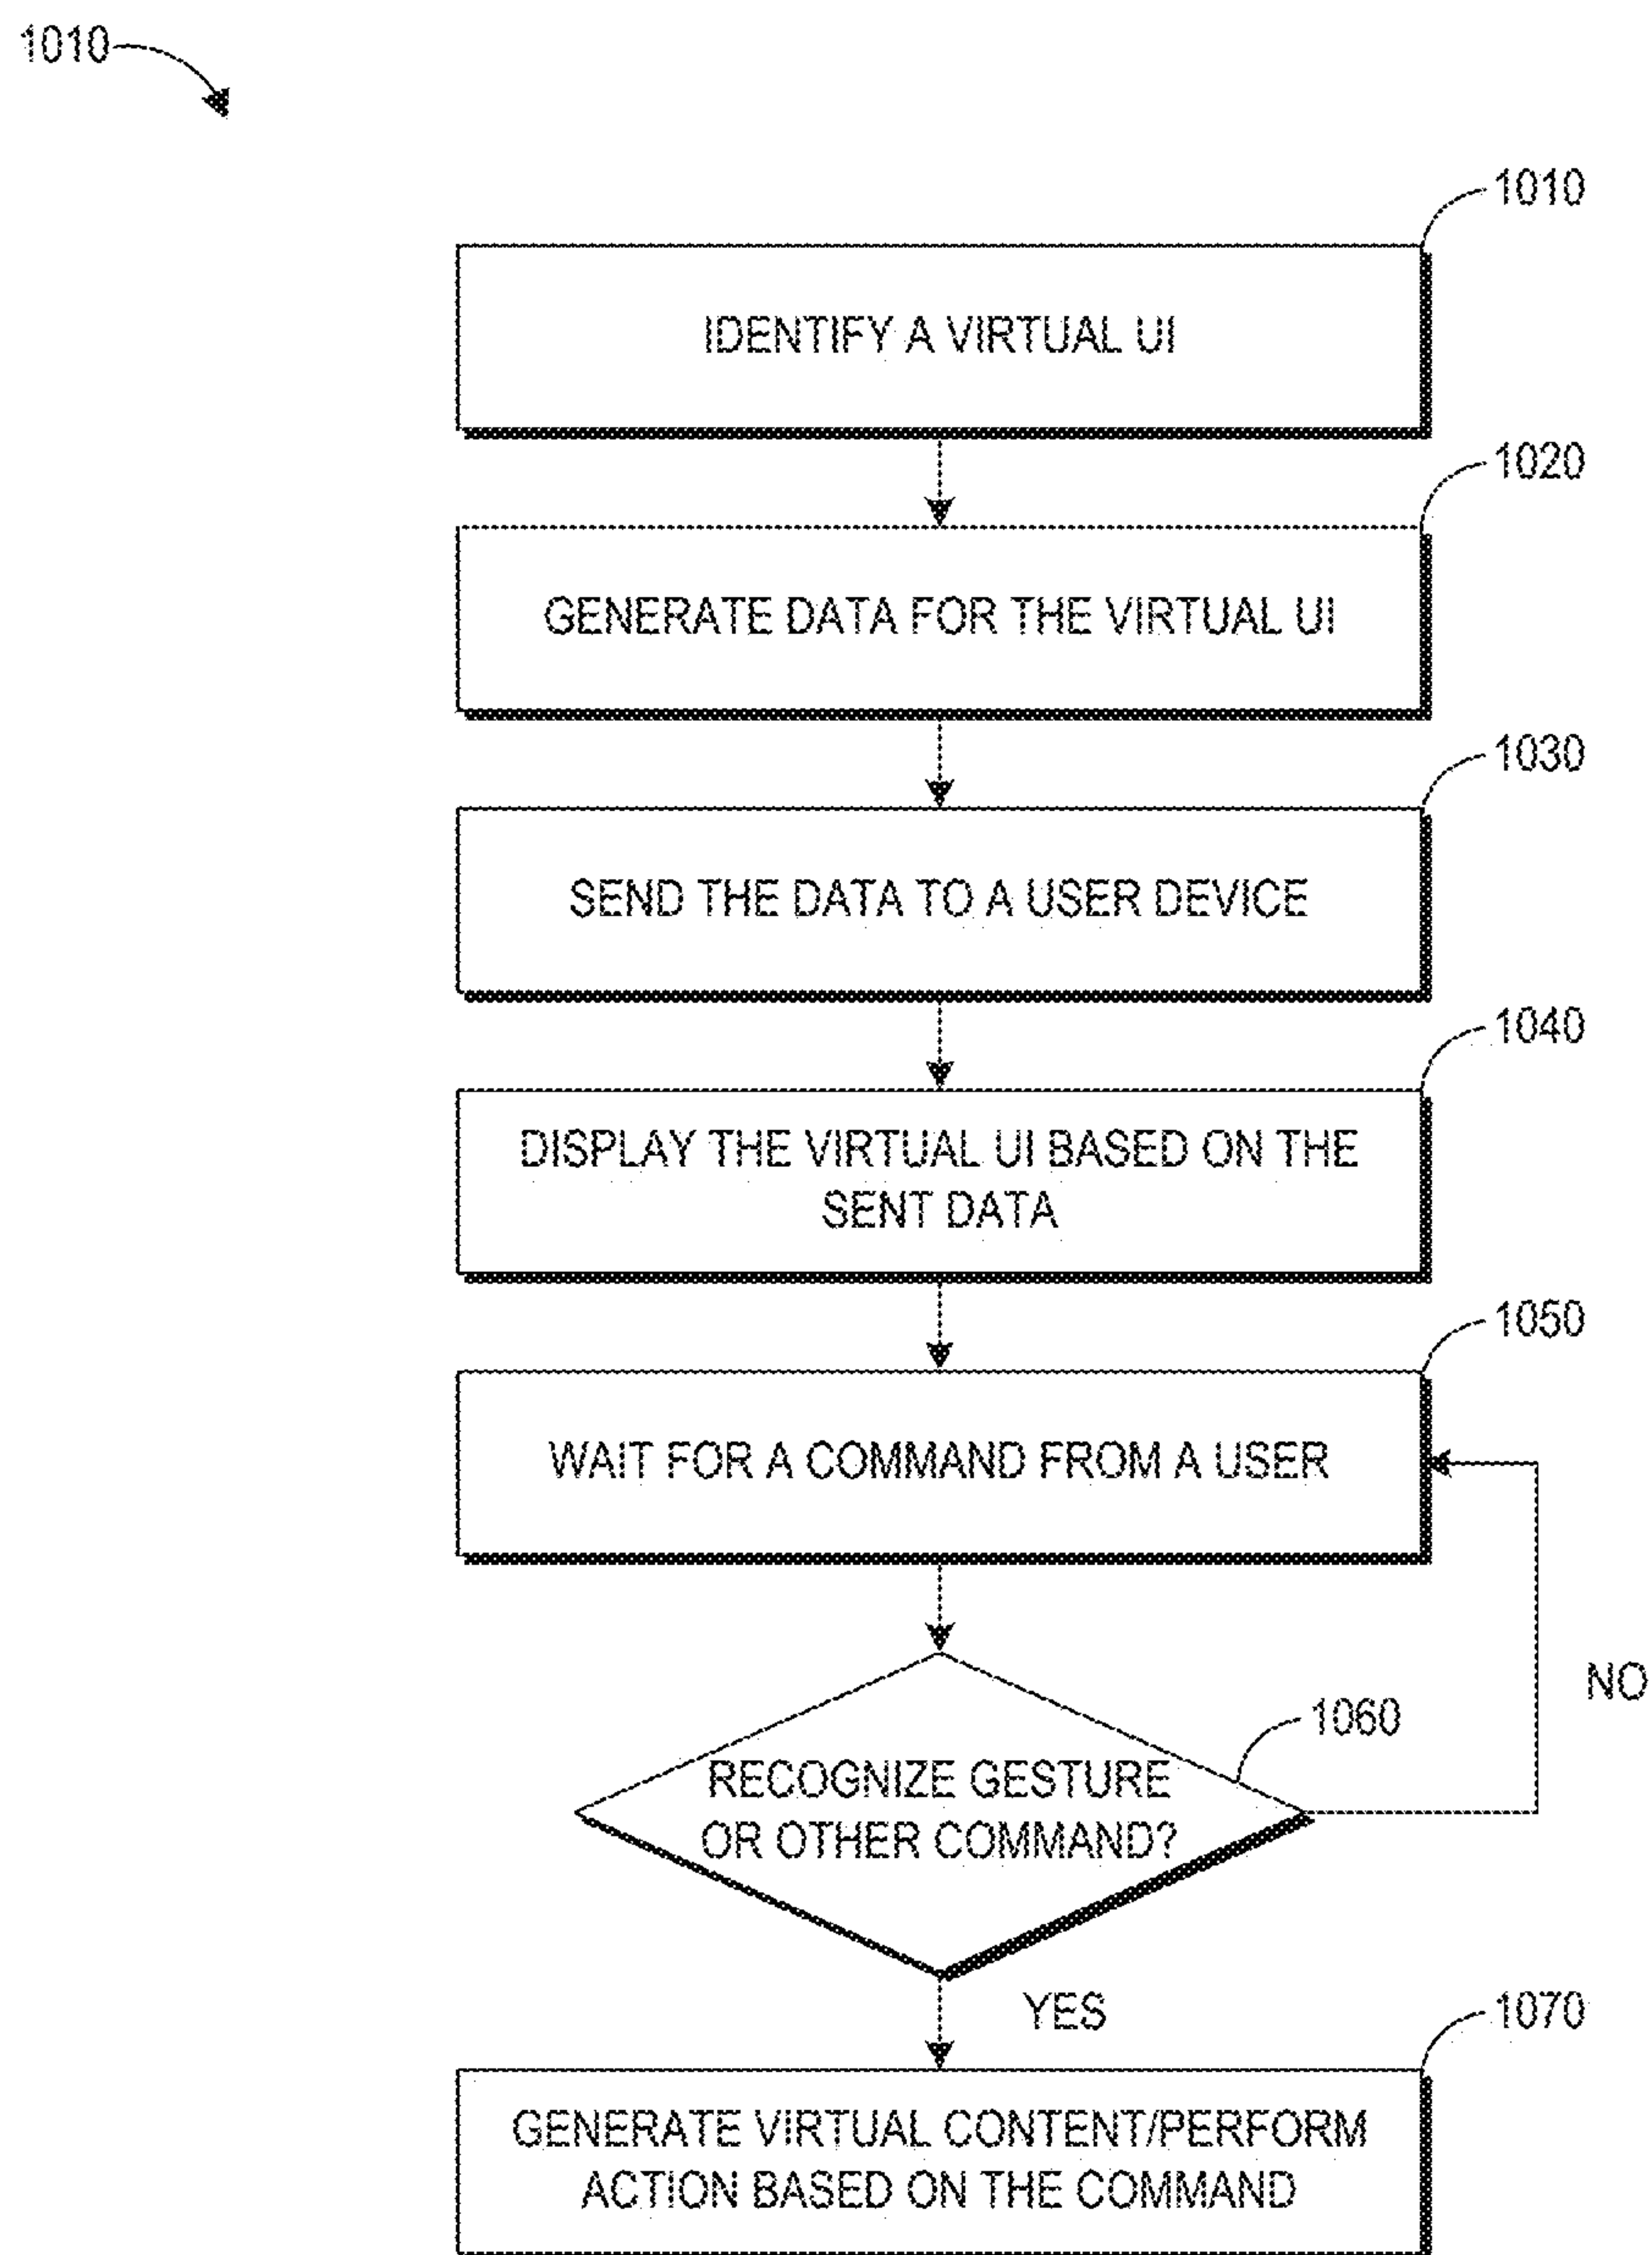 1010
1010
IDENTIFY A VIRTUAL UI
1020
GENERATE DATA FOR THE VIRTUAL UI
1030
SEND THE DATA TO A USER DEVICE
1040
DISPLAY THE VIRTUAL UI BASED ON THE
SENT DATA
1050
WAIT FOR A COMMAND FROM A USER
NO
1060
RECOGNIZE GESTURE
OR OTHER COMMAND?
YES
1070
GENERATE VIRTUAL CONTENT/PERFORM
ACTION BASED ON THE COMMAND